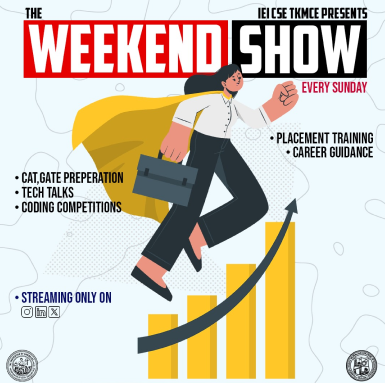 THE
IEI CSE TKMCE PRESENTS
WEEKEND SHOW
EVERY SUNDAY
• PLACEMENT TRAINING
• CAREER GUIDANCE
• CAT,GATE PREPERATION
• TECH TALKS
• CODING COMPETITIONS
• STREAMING ONLY ON